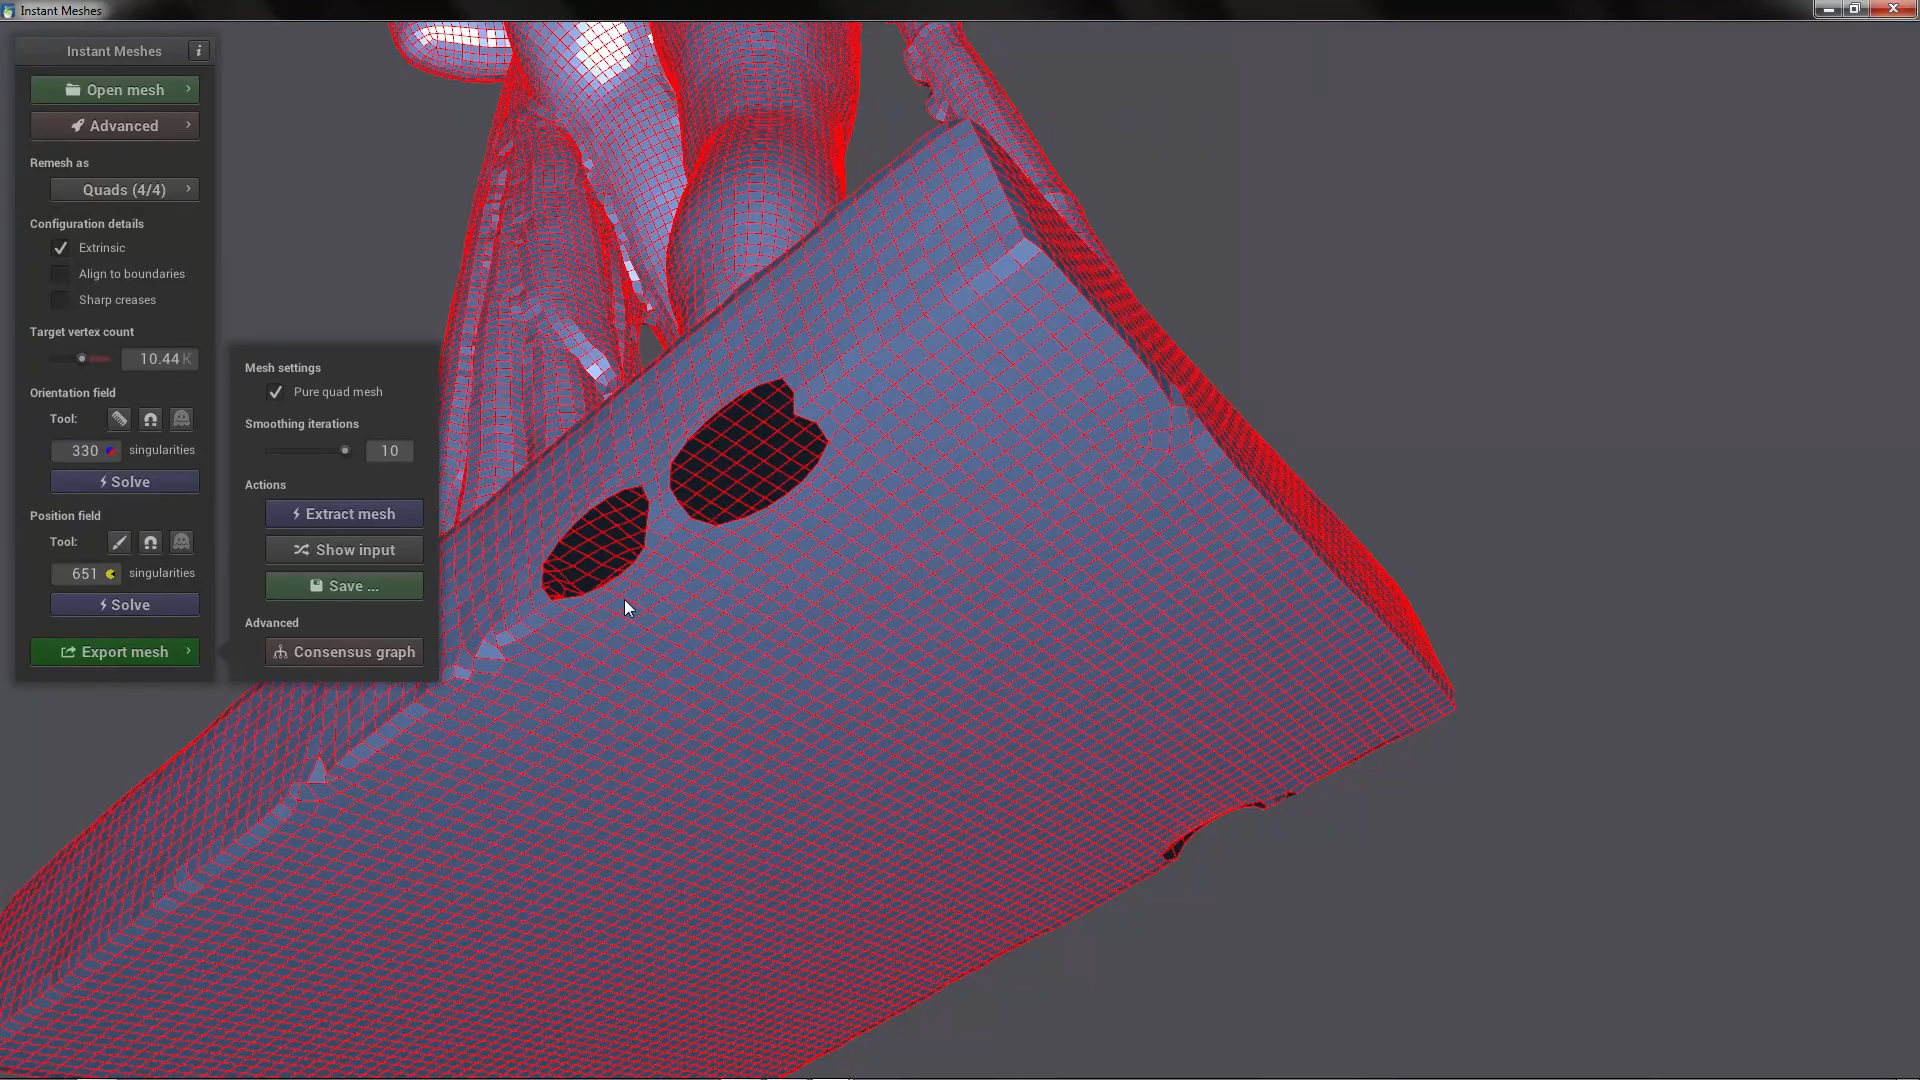 Instant Meshes
Instant Meshes
i
Open mesh
Advanced
Remesh as
Quads (4/4)
Configuration details
Extrinsic
Align to boundaries
Sharp creases
Target vertex count
10.44 K
Orientation field
Tool:
330 singularities
Solve
Position field
Tool:
651 singularities
Solve
Export mesh
Mesh settings
Pure quad mesh
Smoothing iterations
10
Actions
Extract mesh
Show input
Save ...
Advanced
Consensus graph